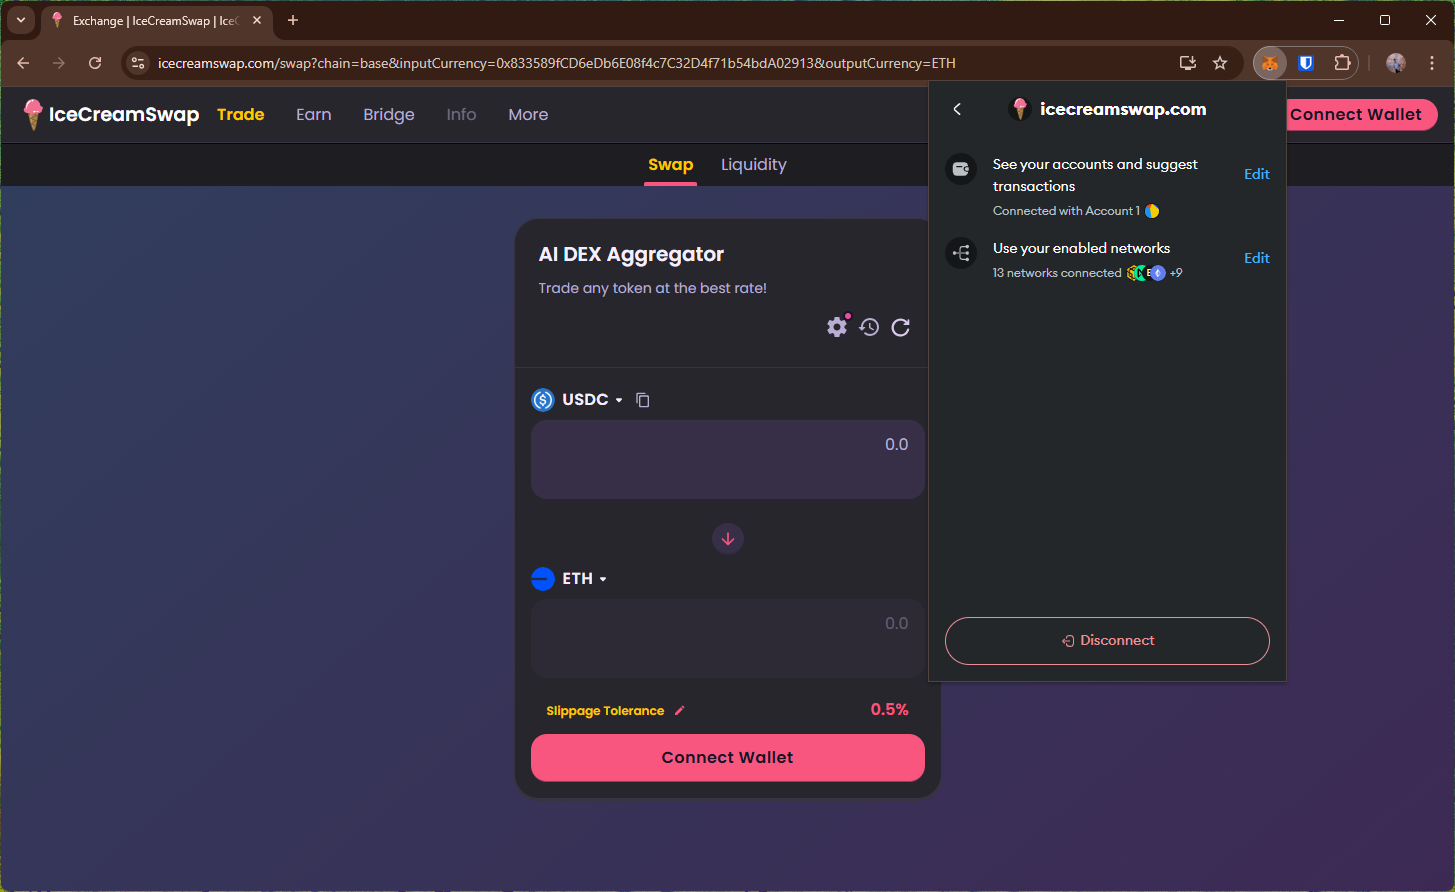 Exchange | IceCreamSwap | Ice
icecreamswap.com/swap?chain=base&inputCurrency=0x833589fCD6eDb6E08f4c7C32D4f71b54bdA02913&outputCurrency=ETH
IceCreamSwap
Trade
Earn
Bridge
Info
More
Connect Wallet
Swap
Liquidity
AI DEX Aggregator
Trade any token at the best rate!
USDC
0.0
ETH
0.0
Slippage Tolerance
0.5%
Connect Wallet
icecreamswap.com
See your accounts and suggest
transactions
Edit
Connected with Account 1
Use your enabled networks
Edit
13 networks connected
+9
Disconnect